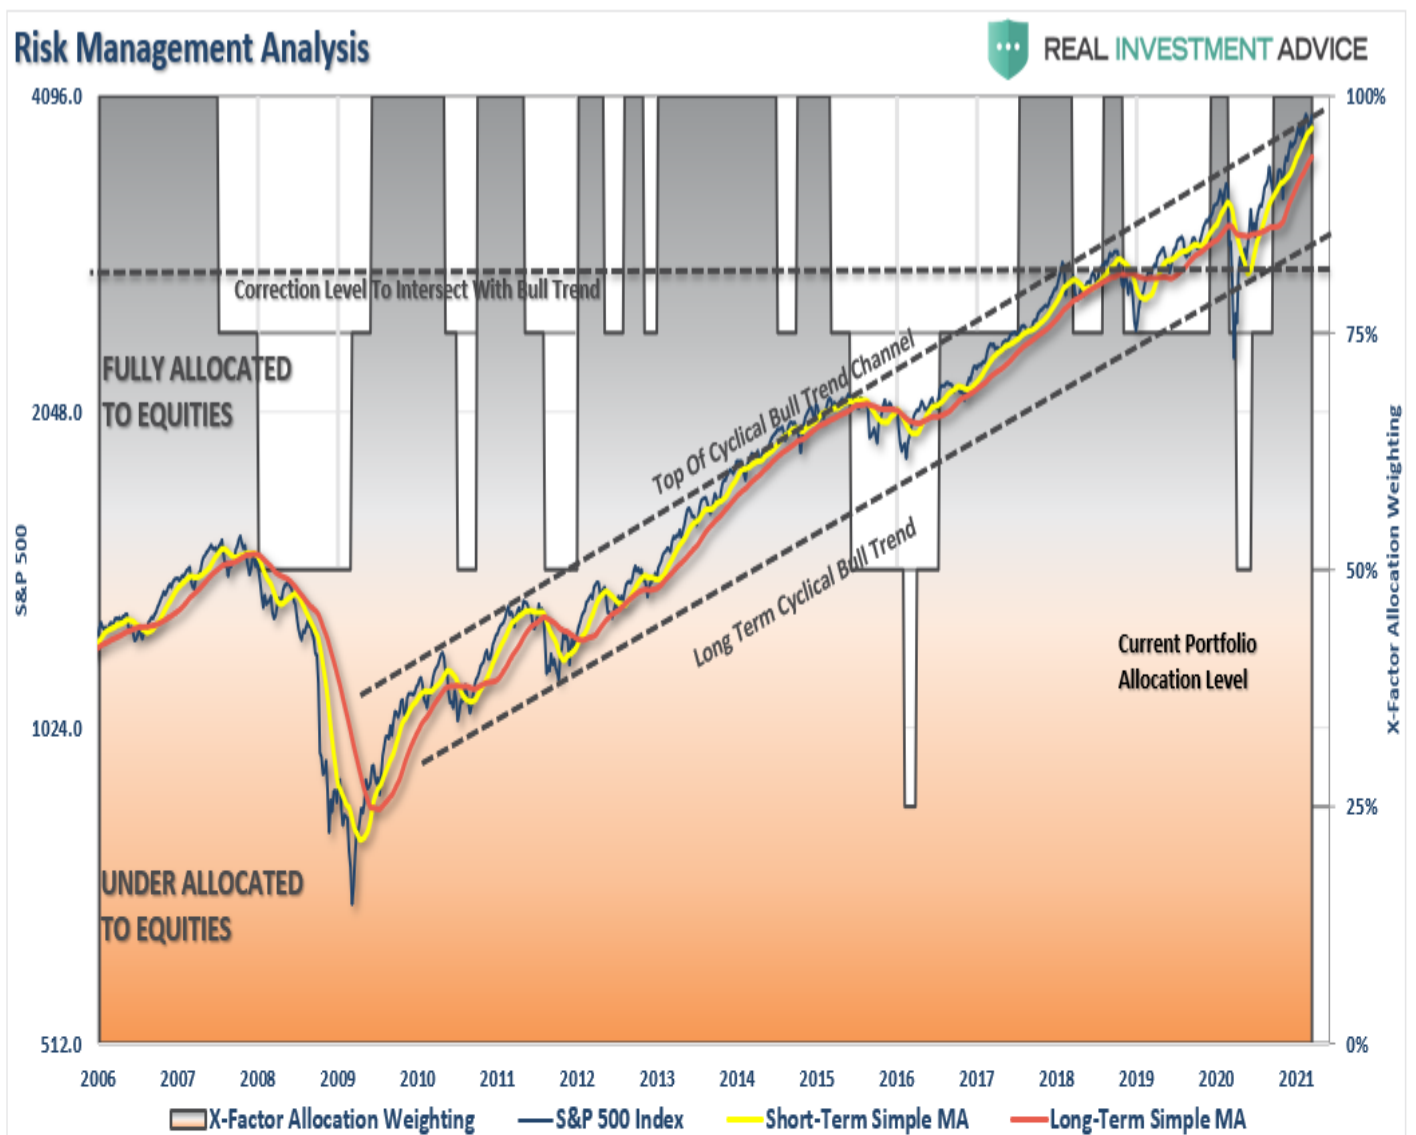 Risk Management Analysis
REAL INVESTMENT ADVICE
4096.0
2048.0
1024.0
512.0
S&P 500
100%
75%
50%
25%
0%
X-Factor Allocation Weighting
Correction Level To Intersect With Bull Trend
FULLY ALLOCATED
TO EQUITIES
Top Of Cyclical Bull Trend Channel
Long Term Cyclical Bull Trend
Current Portfolio
Allocation Level
UNDER ALLOCATED
TO EQUITIES
2006 2007 2008 2009 2010 2011 2012 2013 2014 2015 2016 2017 2018 2019 2020 2021
X-Factor Allocation Weighting S&P 500 Index Short-Term Simple MA Long-Term Simple MA